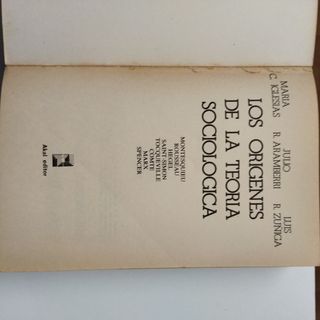 MARIA JULIO LUIS
C. IGLESIAS R. ARAMBERRI R. ZUÑIGA
LOS ORIGENES
DE LA TEORIA
SOCIOLOGICA
MONTESQUIEU
ROUSSEAU
HEGEL
SAINT-SIMON
TOCQUEVILLE
COMTE
MARX
SPENCER
Akal editor